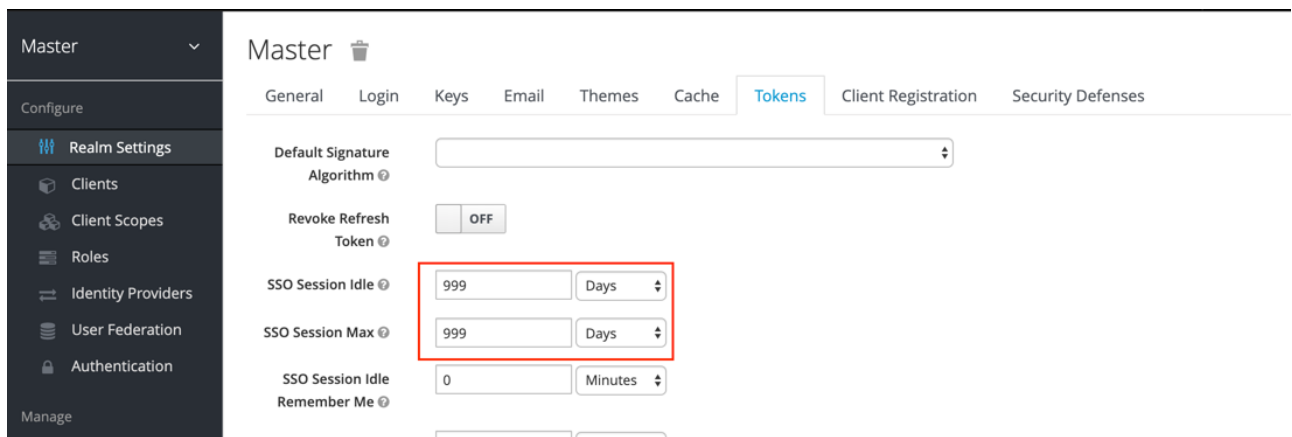 Master
Master
Configure
General Login Keys Email Themes Cache Tokens Client Registration Security Defenses
Realm Settings
Clients
Client Scopes
Roles
Identity Providers
User Federation
Authentication
Manage
Default Signature
Algorithm
Revoke Refresh
Token
OFF
SSO Session Idle 999 Days
SSO Session Max 999 Days
SSO Session Idle
Remember Me
0 Minutes